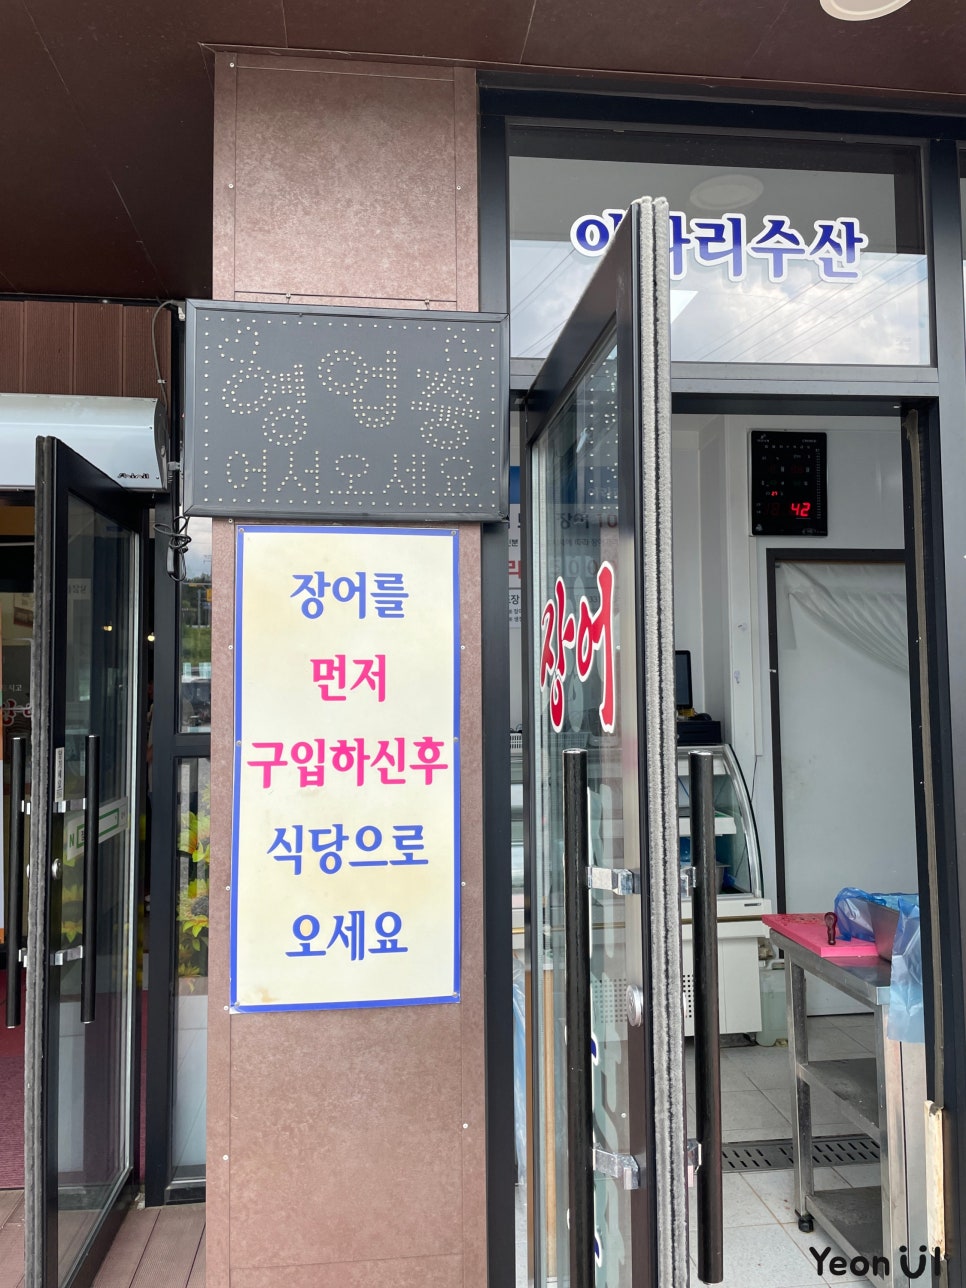 리수산
영업중
어서오세요
장어를
먼저
구입하신후
식당으로
오세요
장어
42
Yeon Ul